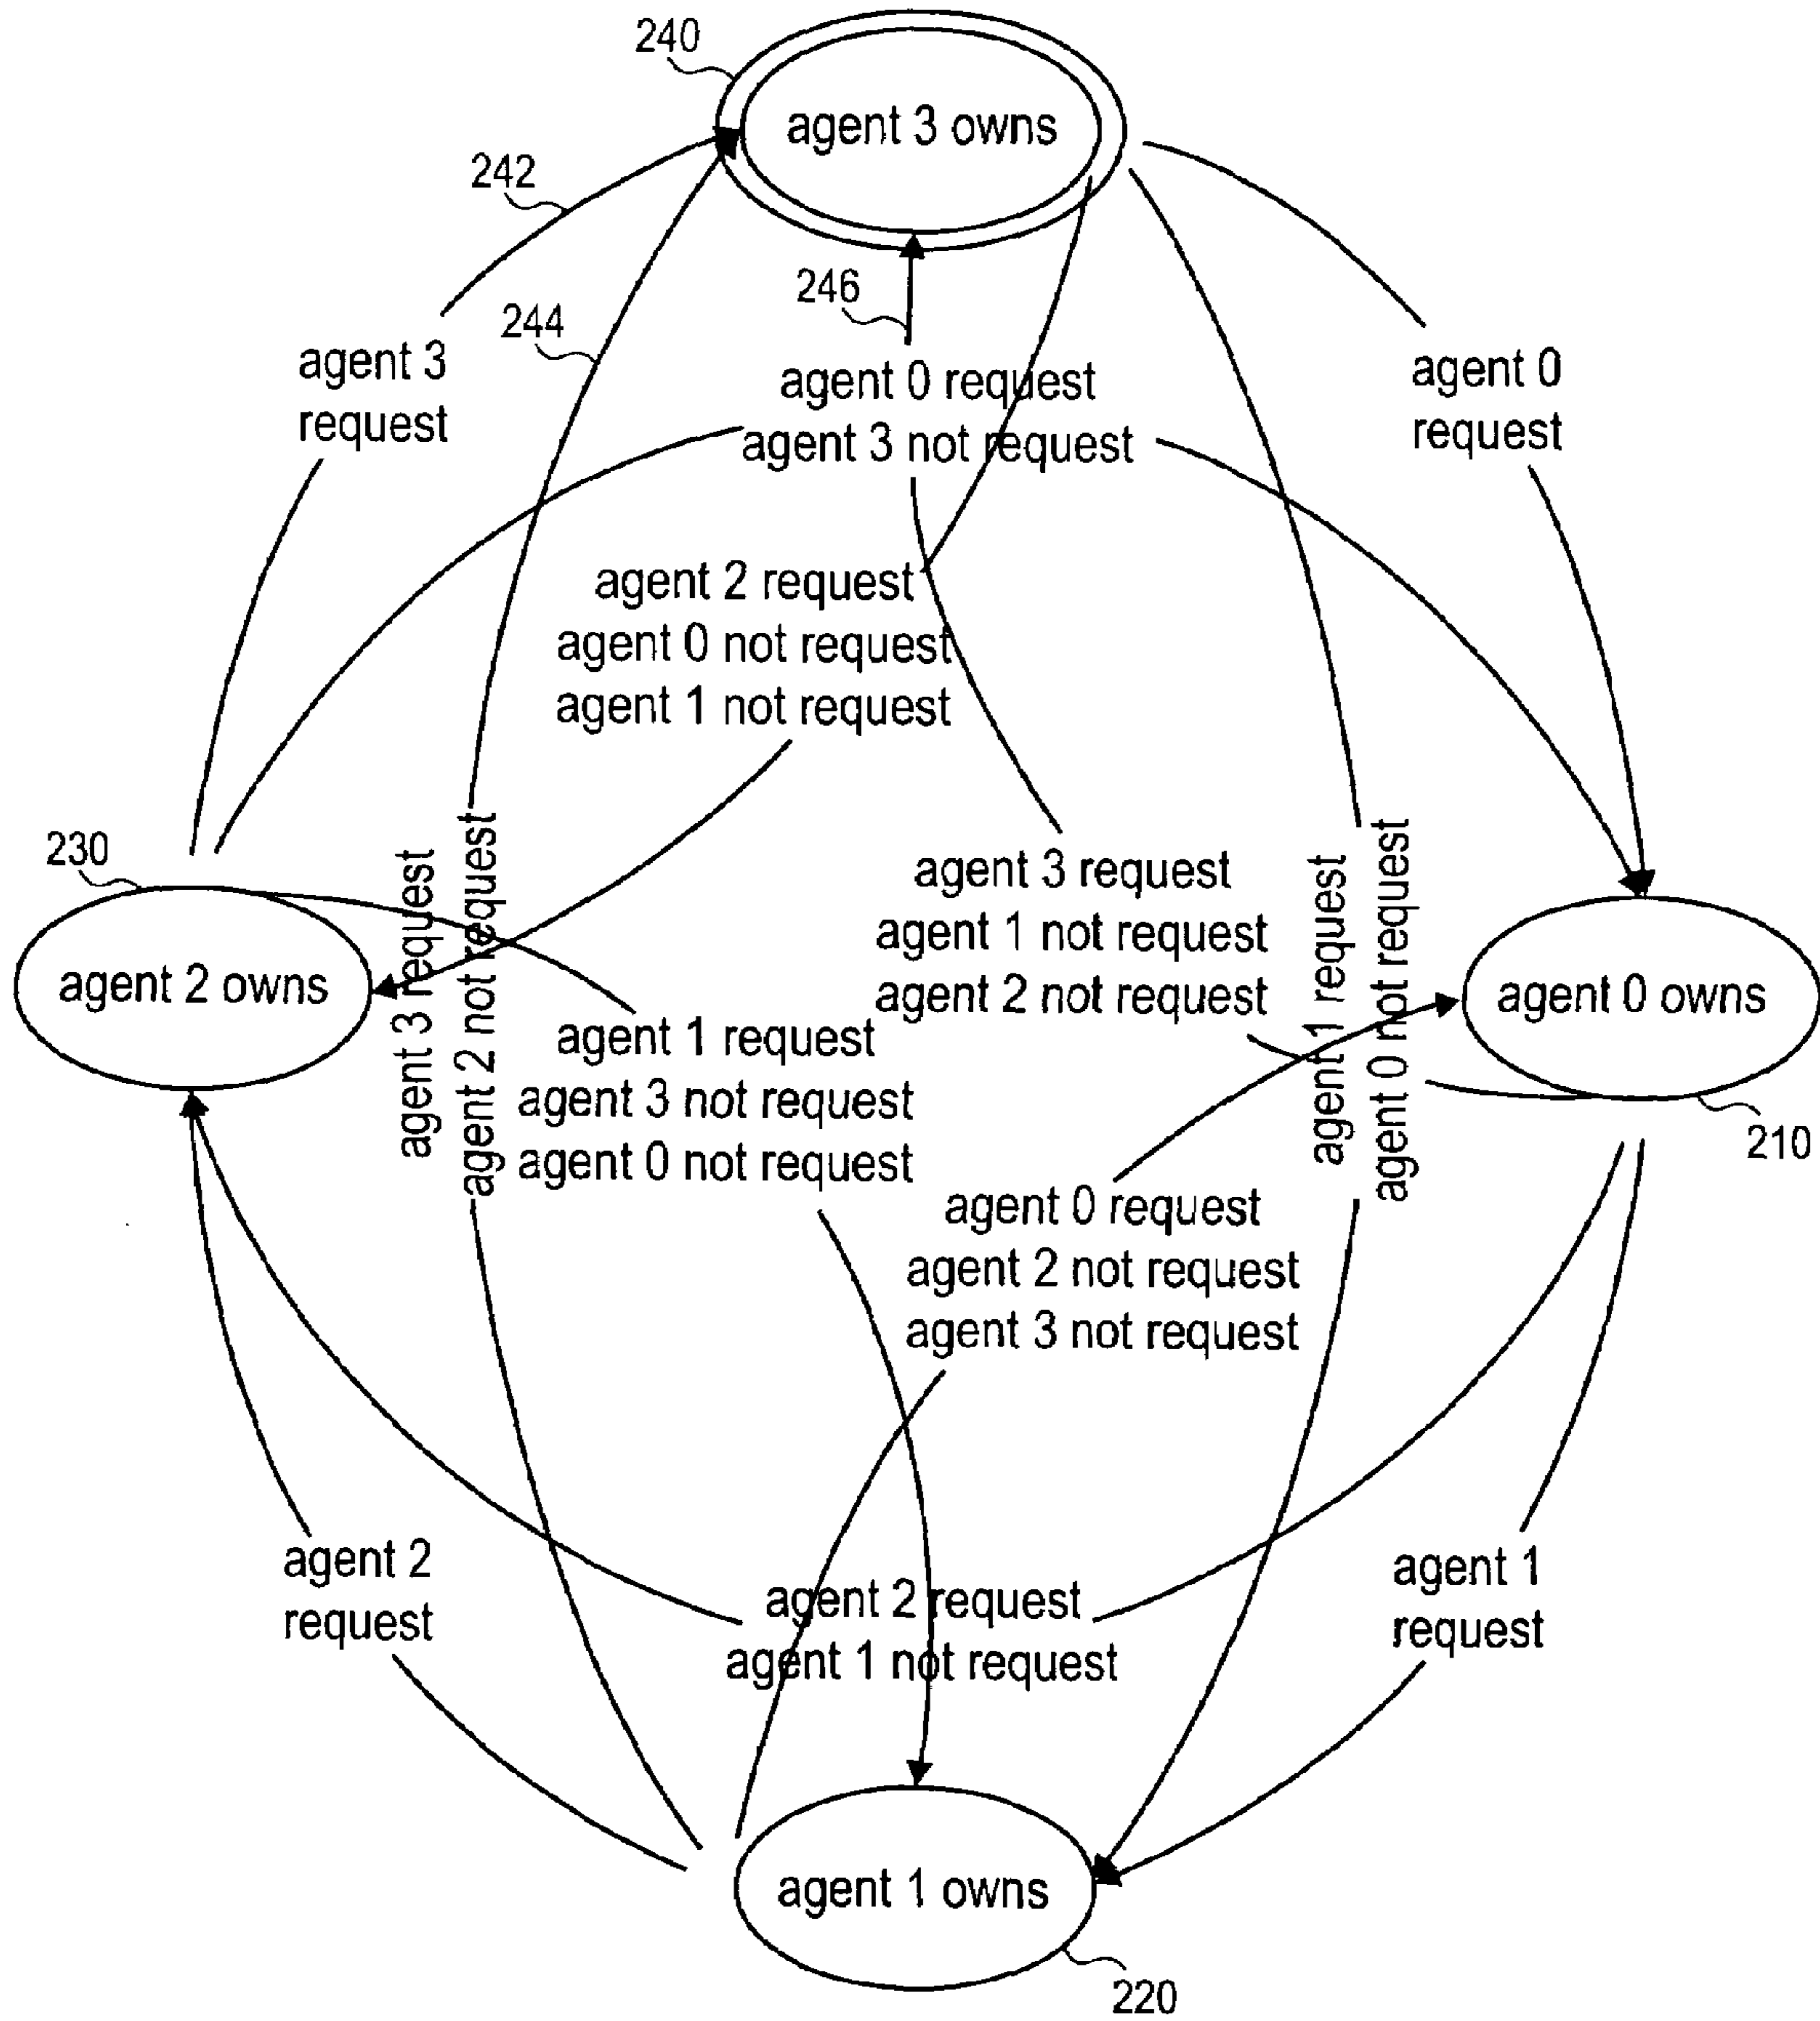 240
agent 3 owns
242
244
246
agent 3
request
agent 0 request
agent 3 not request
agent 0
request
agent 2 request
agent 0 not request
agent 1 not request
230
agent 2 owns
agent 3 request
agent 2 not request
agent 3 request
agent 1 not request
agent 2 not request
agent 1 request
agent 0 not request
agent 0 owns
210
agent 1 request
agent 3 not request
agent 0 not request
agent 0 request
agent 2 not request
agent 3 not request
agent 2
request
agent 2 request
agent 1 not request
agent 1
request
agent 1 owns
220